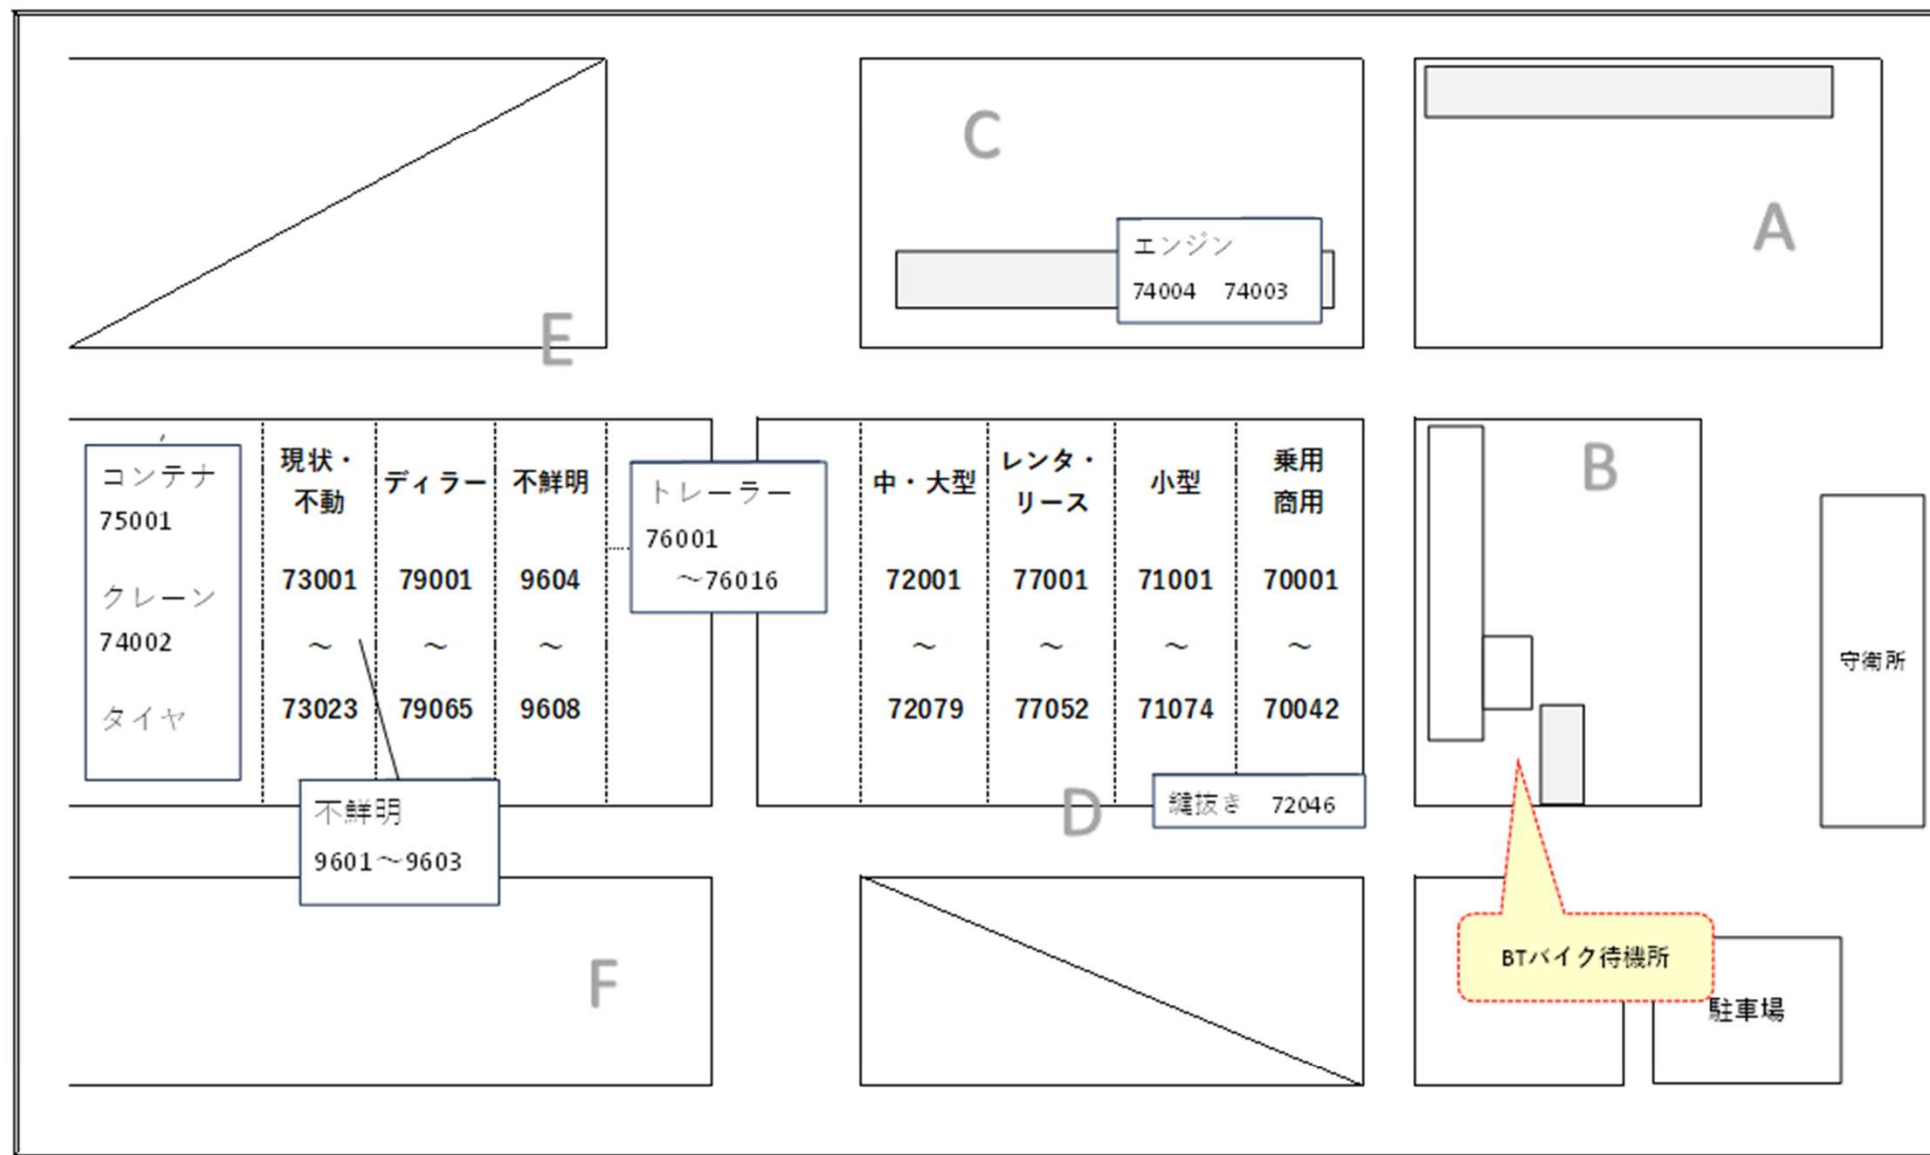 C
A
エンジン
74004 74003
E
コンテナ
75001
クレーン
74002
タイヤ
現状・
不動
73001
～
73023
ディラー
79001
～
79065
不鮮明
9604
～
9608
トレーラー
76001
～76016
中・大型
72001
～
72079
レンタ・
リース
77001
～
77052
小型
71001
～
71074
乗用
商用
70001
～
70042
B
守衛所
不鮮明
9601～9603
D
抜き 72046
F
BTバイク待機所
駐車場